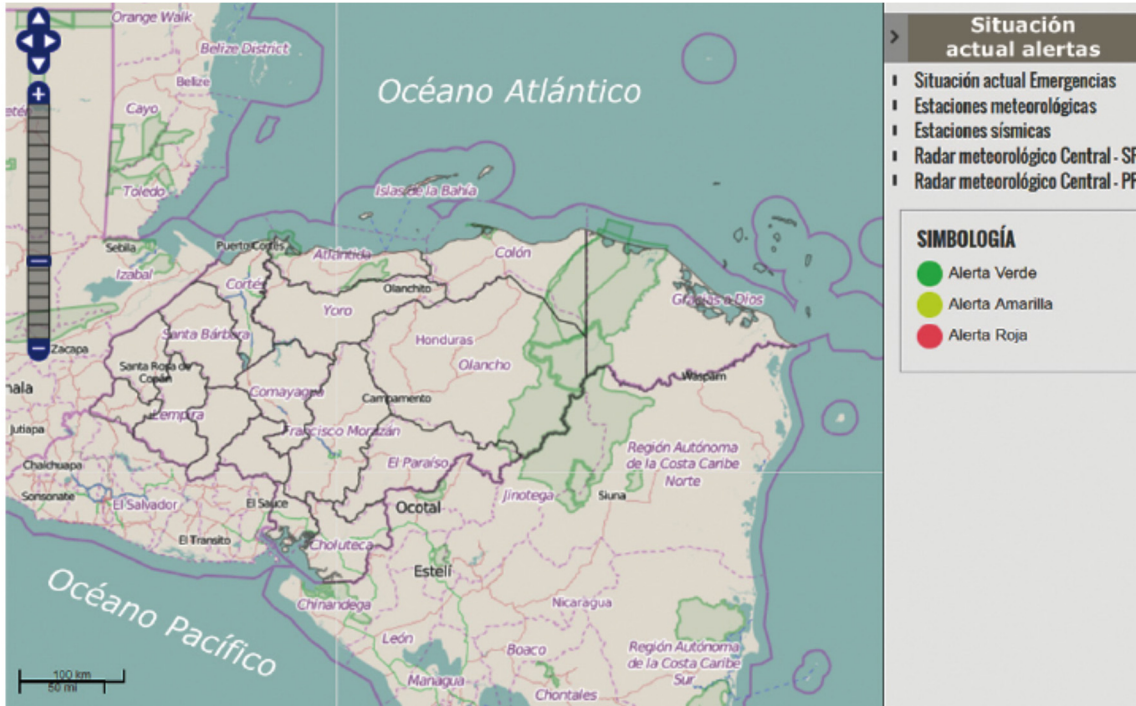 Orange Walk
Belize District
Belize
Cayo
Toledo
Océano Atlántico
Islas de la Bahía
Sebila
Puerto Cortés
Izabal
Atlántida
Colón
Cortés
Olanchito
Yoro
Gracias a Dios
Santa Bárbara
Honduras
Zacapa
Santa Rosa de
Copán
Olancho
Waspam
Comayagua
Campamento
Lempira
Jutiapa
Francisco Morazán
Región Autónoma
de la Costa Caribe
Norte
Chalchuapa
El Paraíso
Sonsonate
Jinotega
Siuna
El Salvador
El Sauce
Ocotal
El Transito
Choluteca
Estelí
Océano Pacífico
Chinandega
Nicaragua
León
Boaco
Región Autónoma
de la Costa Caribe
Sur
Managua
Chontales
100 km
50 mi
Situación
actual alertas
Situación actual Emergencias
Estaciones meteorológicas
Estaciones sísmicas
Radar meteorológico Central - SF
Radar meteorológico Central - PF
SIMBOLOGÍA
Alerta Verde
Alerta Amarilla
Alerta Roja